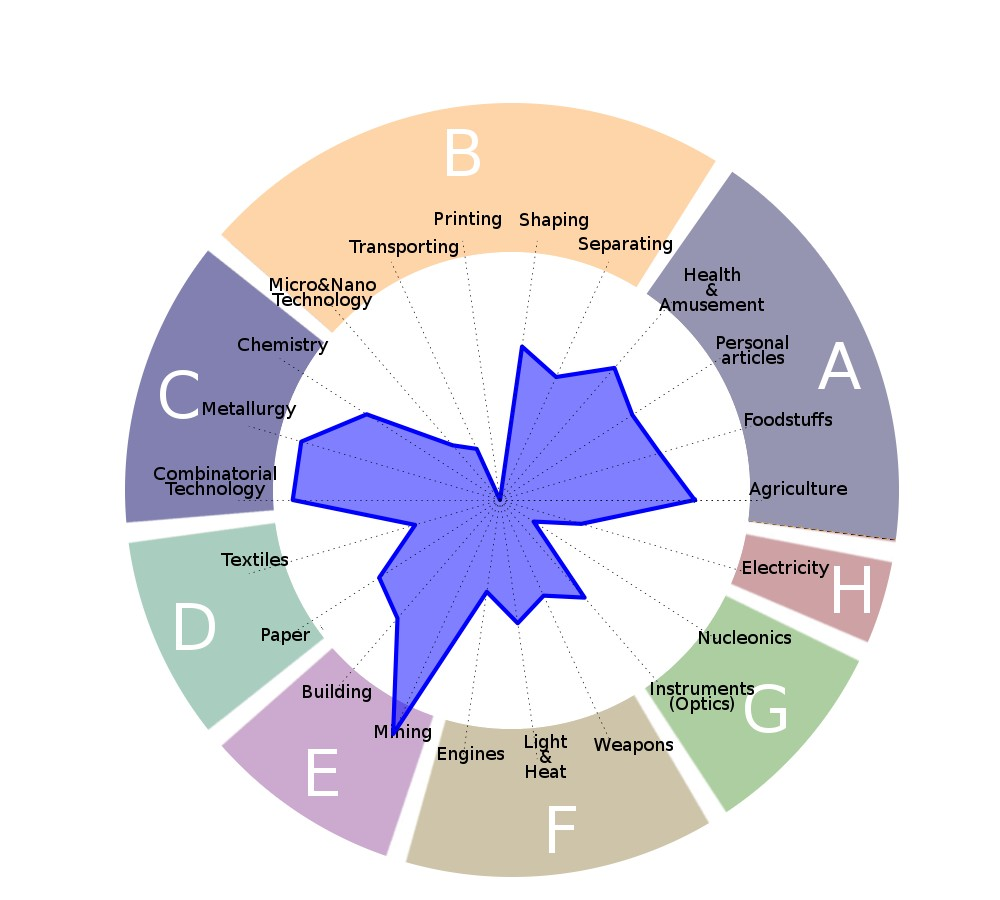 B
Printing
Shaping
Transporting
Separating
Micro&Nano
Technology
Health
&
Amusement
Chemistry
Personal
articles
A
C
Metallurgy
Foodstuffs
Combinatorial
Technology
Agriculture
Textiles
Electricity
H
D
Paper
Nucleonics
Building
Instruments
(Optics)
G
Mining
Engines
Light
&
Heat
Weapons
E
F